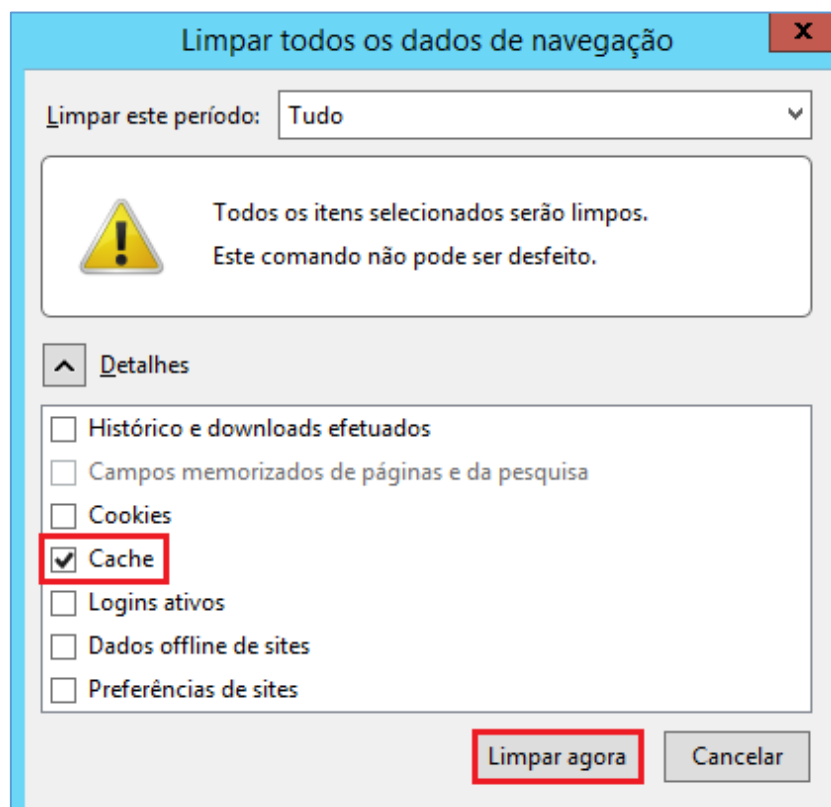 Limpar todos os dados de navegação
x
Limpar este período: Tudo
Todos os itens selecionados serão limpos.
Este comando não pode ser desfeito.
Detalhes
Histórico e downloads efetuados
Campos memorizados de páginas e da pesquisa
Cookies
Cache
Logins ativos
Dados offline de sites
Preferências de sites
Limpar agora Cancelar